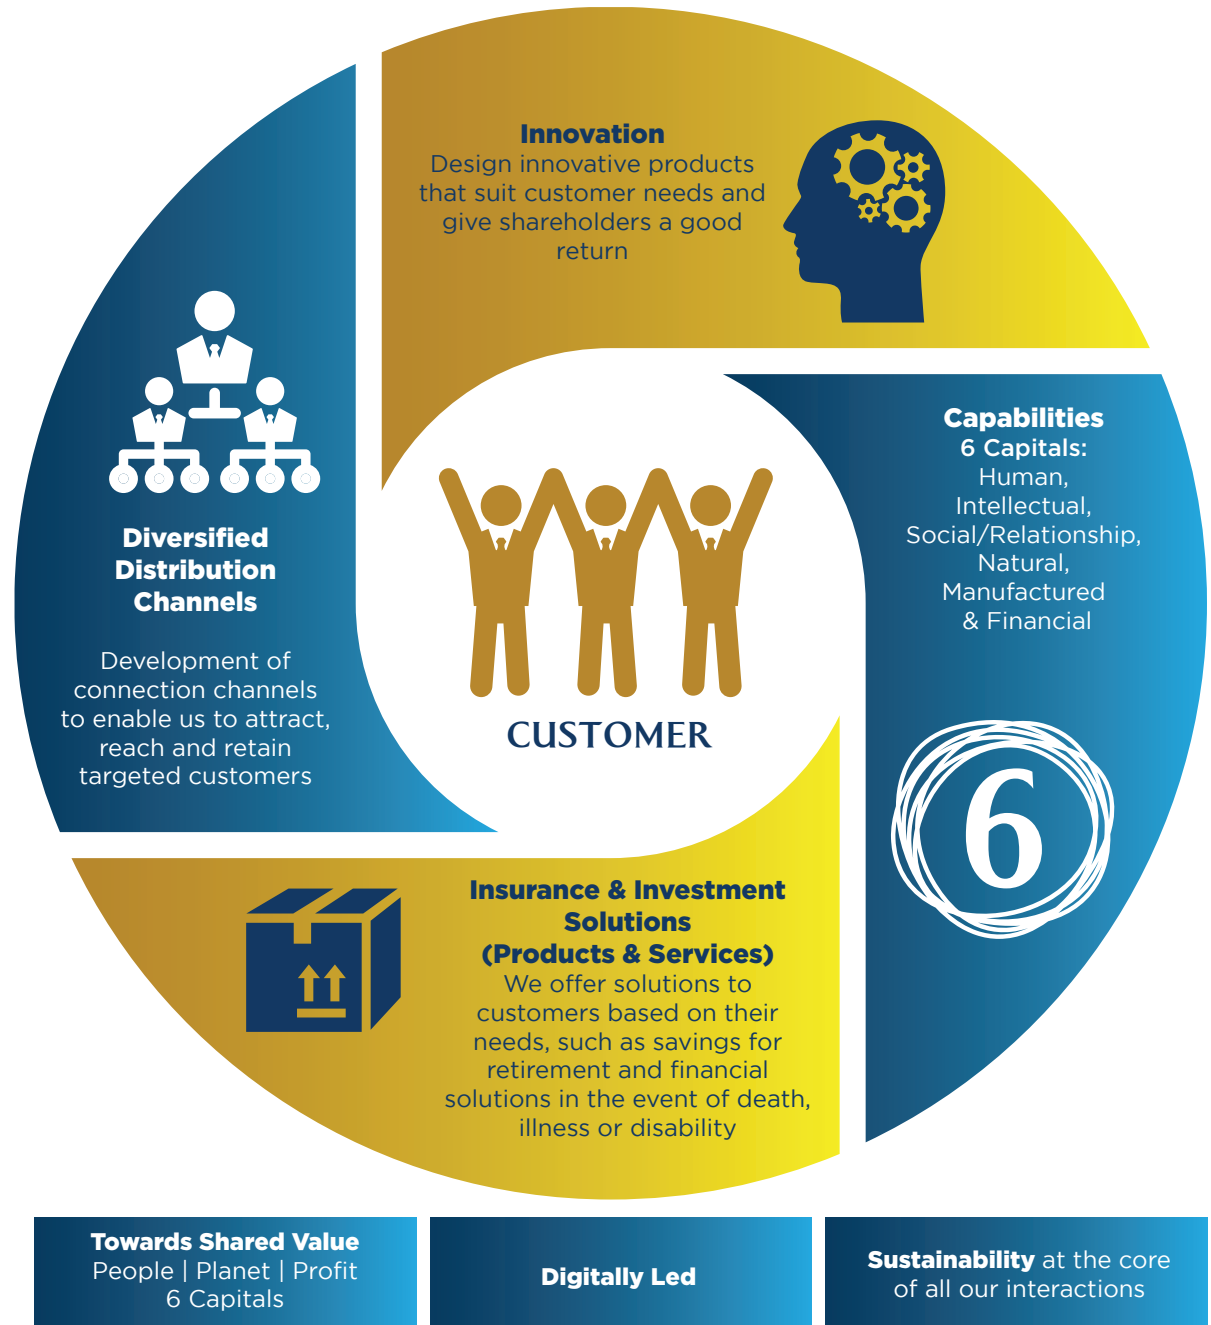 Innovation
Design innovative products
that suit customer needs and
give shareholders a good
return
Capabilities
6 Capitals:
Human,
Intellectual,
Social/Relationship,
Natural,
Manufactured
& Financial
6
Diversified
Distribution
Channels
Development of
connection channels
to enable us to attract,
reach and retain
targeted customers
CUSTOMER
Insurance & Investment
Solutions
(Products & Services)
We offer solutions to
customers based on their
needs, such as savings for
retirement and financial
solutions in the event of death,
illness or disability
Towards Shared Value
People | Planet | Profit
6 Capitals
Digitally Led
Sustainability at the core
of all our interactions